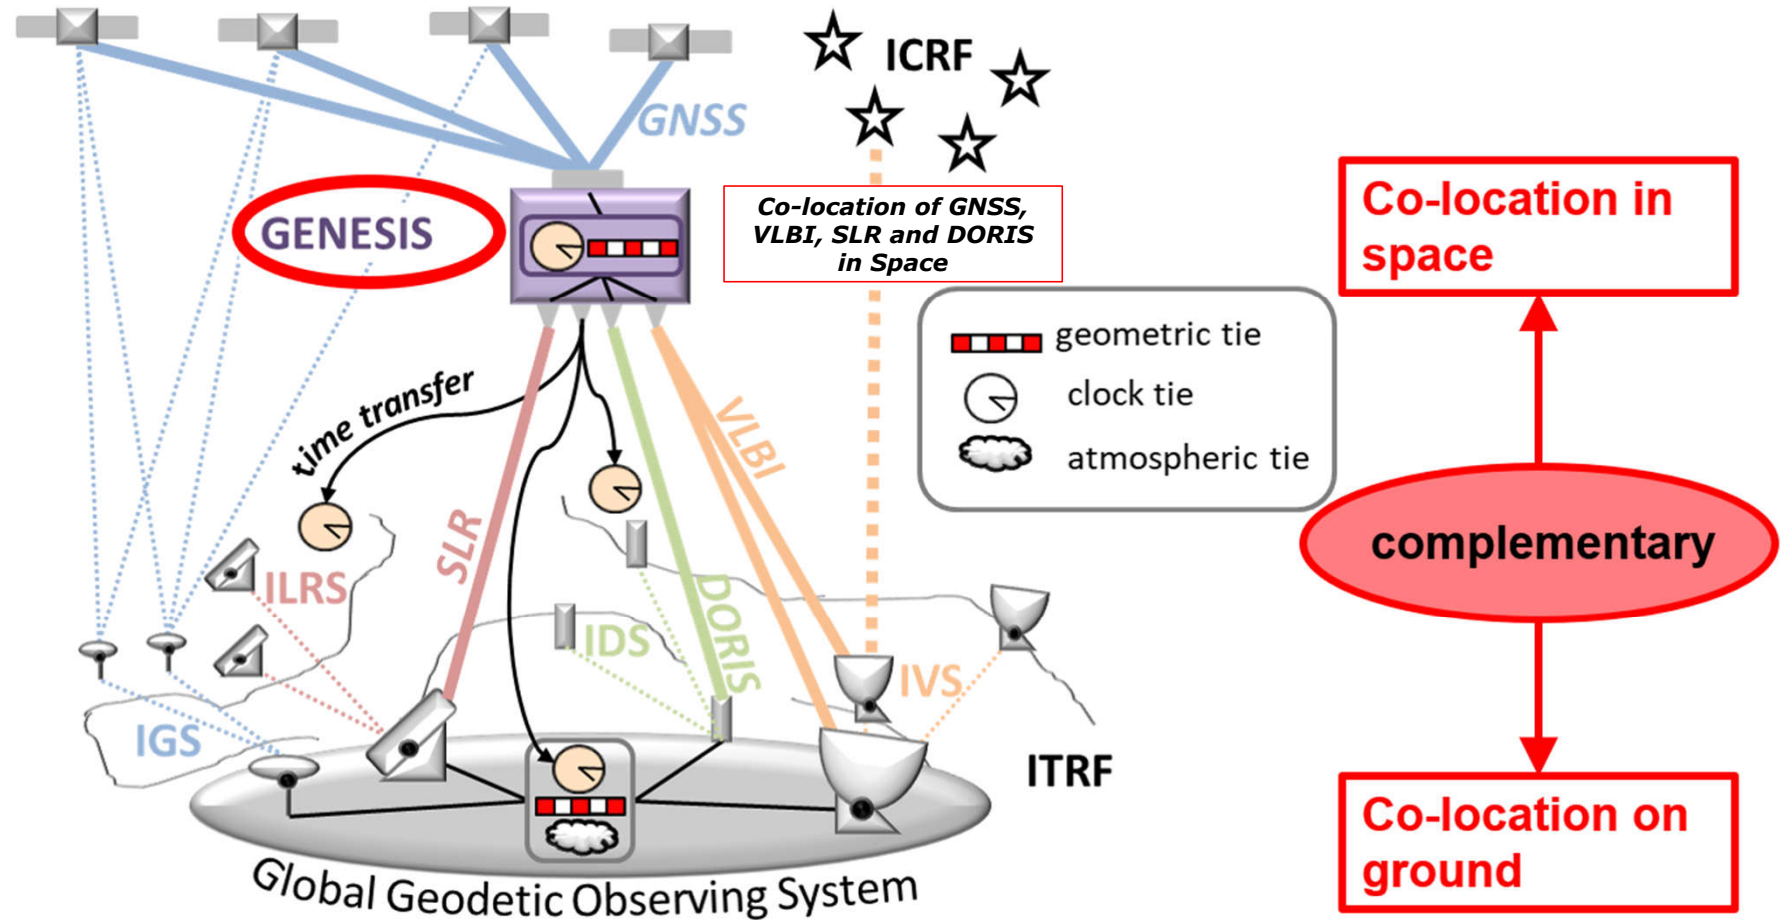 ICRF
GNSS
GENESIS
Co-location of GNSS,
VLBI, SLR and DORIS
in Space
Co-location in
space
geometric tie
clock tie
atmospheric tie
time transfer
SLR
DORIS
VLBI
complementary
ILRS
IDS
IVS
IGS
ITRF
Co-location on
ground
Global Geodetic Observing System